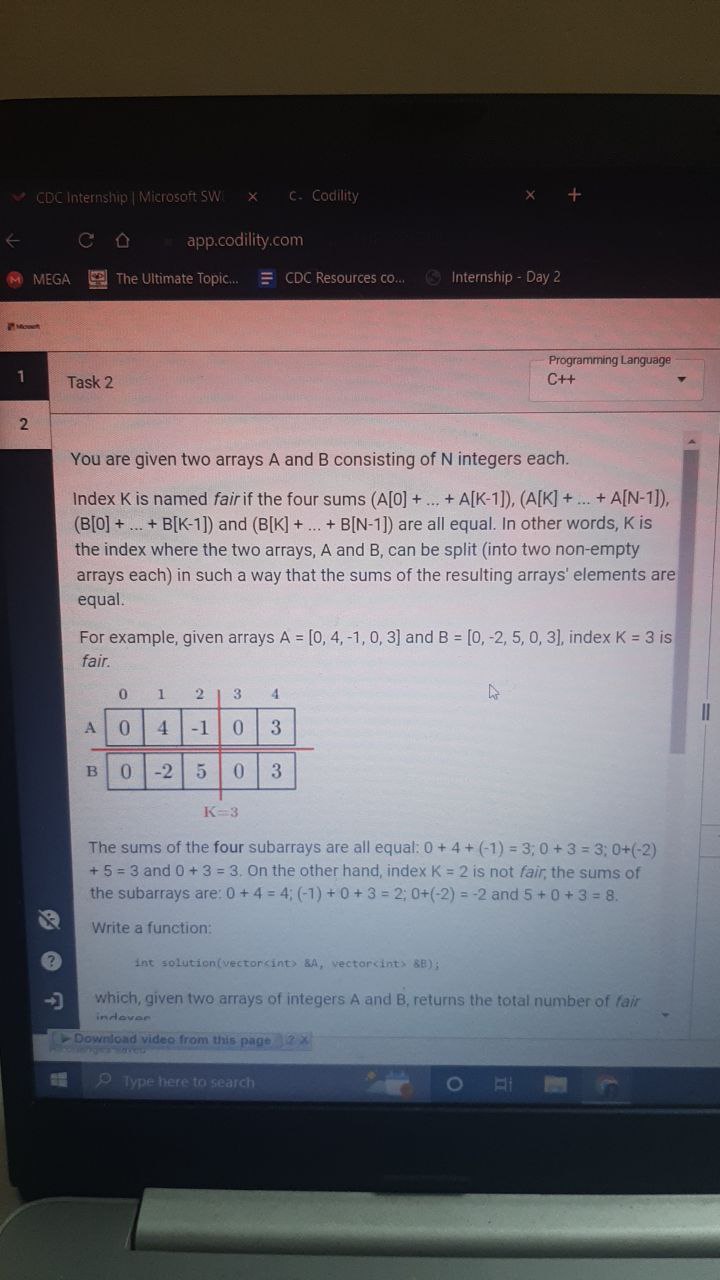 CDC Internship | Microsoft SW
C. Codility
app.codility.com
MEGA The Ultimate Topic... CDC Resources co... Internship - Day 2
Microsoft
1 Task 2
Programming Language
C++
2
You are given two arrays A and B consisting of N integers each.
Index K is named fair if the four sums (A[0] + ... + A[K-1]), (A[K] + ... + A[N-1]),
(B[0] + ... + B[K-1]) and (B[K] + ... + B[N-1]) are all equal. In other words, K is
the index where the two arrays, A and B, can be split (into two non-empty
arrays each) in such a way that the sums of the resulting arrays' elements are
equal.
For example, given arrays A = [0, 4, -1, 0, 3] and B = [0, -2, 5, 0, 3], index K = 3 is
fair.
0 1 2 3 4
A 0 4 -1 0 3
B 0 -2 5 0 3
K=3
The sums of the four subarrays are all equal: 0 + 4 + (-1) = 3; 0 + 3 = 3; 0+(-2)
+ 5 = 3 and 0 + 3 = 3. On the other hand, index K = 2 is not fair, the sums of
the subarrays are: 0 + 4 = 4; (-1) + 0 + 3 = 2; 0+(-2) = -2 and 5 + 0 + 3 = 8.
Write a function:
int solution(vector<int> &A, vector<int> &B);
which, given two arrays of integers A and B, returns the total number of fair
Download video from this page ? X
Type here to search